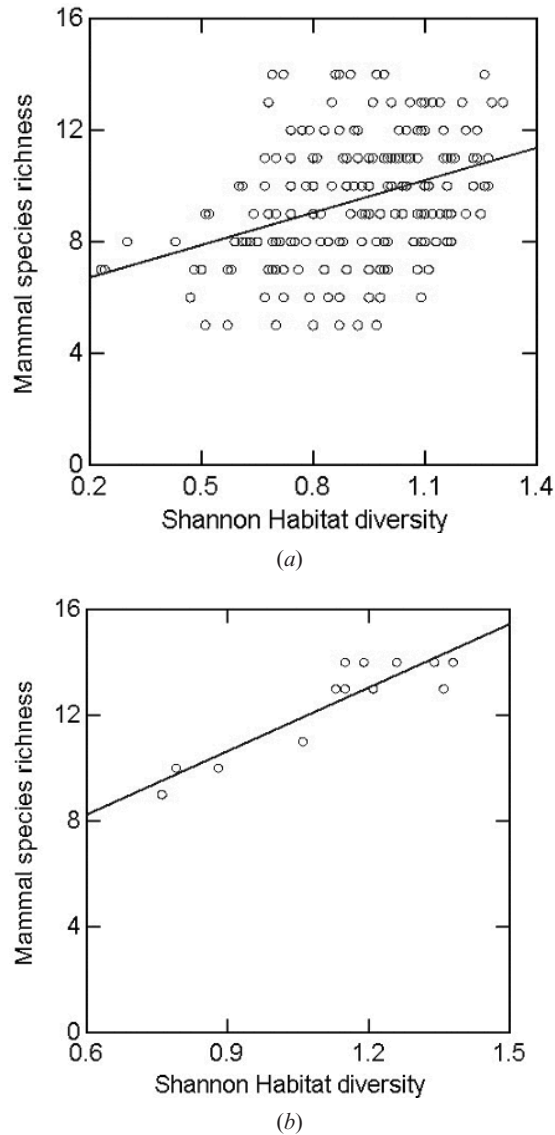 16
12
8
4
0
Mammal species richness
0.2 0.5 0.8 1.1 1.4
Shannon Habitat diversity
(a)
16
12
8
4
0
Mammal species richness
0.6 0.9 1.2 1.5
Shannon Habitat diversity
(b)